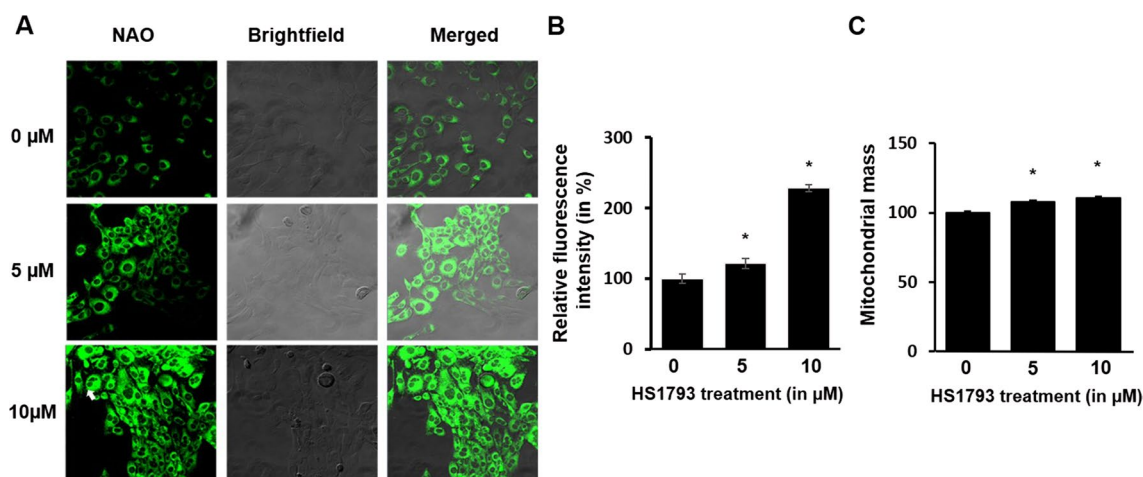 A
NAO
Brightfield
Merged
0 µM
5 µM
10µM
B
Relative fluorescence
intensity (in %)
300
200
100
0
*
*
0
5
10
HS1793 treatment (in µM)
C
Mitochondrial mass
150
100
50
0
*
*
0
5
10
HS1793 treatment (in µM)